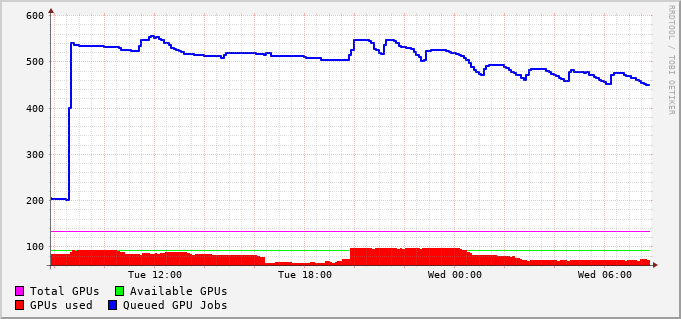 600
500
400
300
200
100
Tue 12:00 Tue 18:00 Wed 00:00 Wed 06:00
Total GPUs Available GPUs
GPUs used Queued GPU Jobs
RRDTOOL / TOBI OETIKER